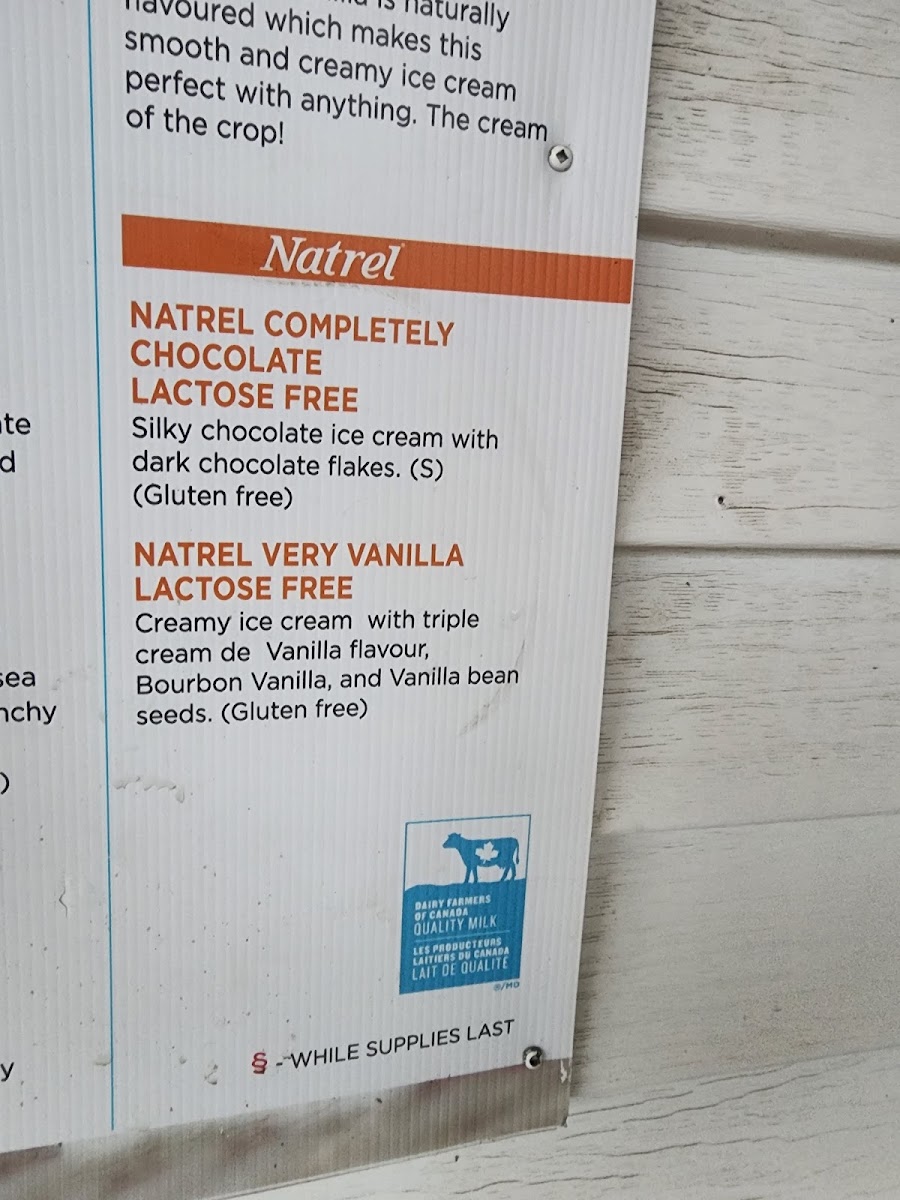 is naturally
flavoured which makes this
smooth and creamy ice cream
perfect with anything. The cream
of the crop!
Natrel
NATREL COMPLETELY
CHOCOLATE
LACTOSE FREE
Silky chocolate ice cream with
dark chocolate flakes. (S)
(Gluten free)
NATREL VERY VANILLA
LACTOSE FREE
Creamy ice cream with triple
cream de Vanilla flavour,
Bourbon Vanilla, and Vanilla bean
seeds. (Gluten free)
DAIRY FARMERS
OF CANADA
QUALITY MILK
LES PRODUCTEURS
LAITIERS DU CANADA
LAIT DE QUALITÉ
®/MD
§ - WHILE SUPPLIES LAST